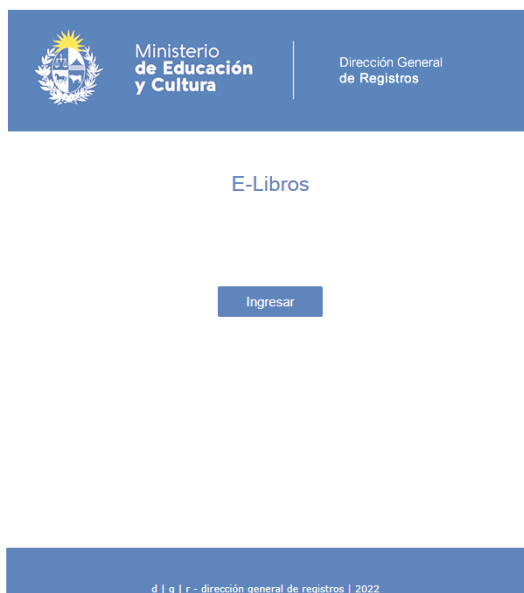 Ministerio
de Educación
y Cultura
Dirección General
de Registros
E-Libros
Ingresar
d | g | r - dirección general de registros | 2022